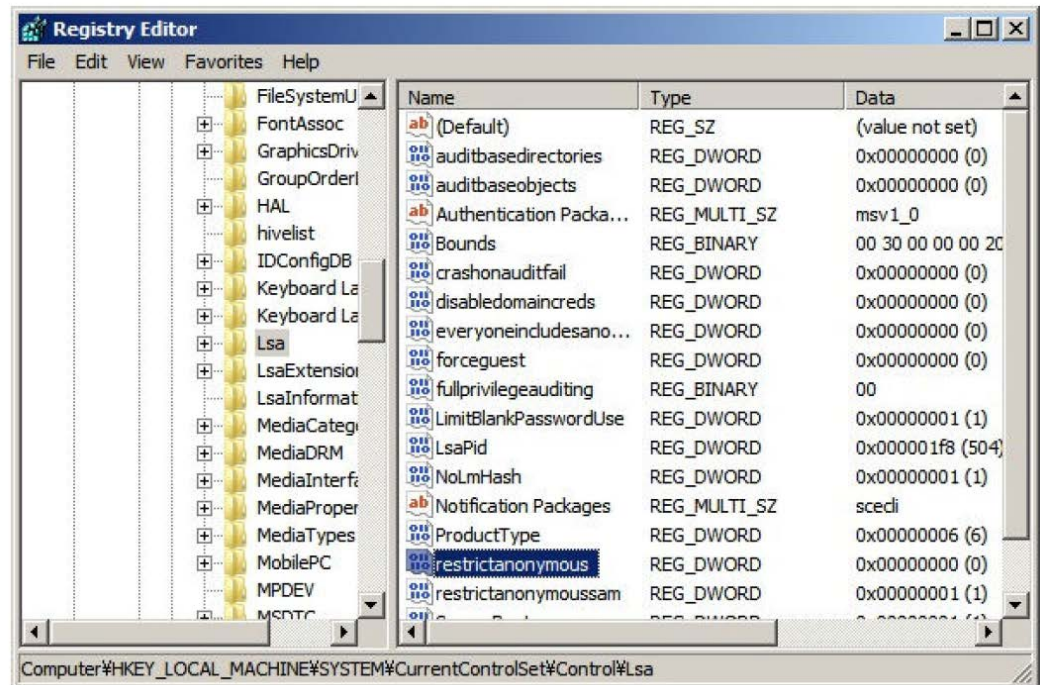 Registry Editor
File Edit View Favorites Help
FileSystemU
FontAssoc
GraphicsDriv
GroupOrderl
HAL
hivelist
IDConfigDB
Keyboard La
Keyboard La
Lsa
LsaExtension
LsaInformat
MediaCatego
MediaDRM
MediaInterfa
MediaProper
MediaTypes
MobilePC
MPDEV
MSDTC
Name Type Data
(Default) REG_SZ (value not set)
auditbasedirectories REG_DWORD 0x00000000 (0)
auditbaseobjects REG_DWORD 0x00000000 (0)
Authentication Packa... REG_MULTI_SZ msv1_0
Bounds REG_BINARY 00 30 00 00 00 20
crashonauditfail REG_DWORD 0x00000000 (0)
disabledomaincreds REG_DWORD 0x00000000 (0)
everyoneincludesano... REG_DWORD 0x00000000 (0)
forceguest REG_DWORD 0x00000000 (0)
fullprivilegeauditing REG_BINARY 00
LimitBlankPasswordUse REG_DWORD 0x00000001 (1)
LsaPid REG_DWORD 0x000001f8 (504)
NoLmHash REG_DWORD 0x00000001 (1)
Notification Packages REG_MULTI_SZ scecli
ProductType REG_DWORD 0x00000006 (6)
restrictanonymous REG_DWORD 0x00000000 (0)
restrictanonymoussam REG_DWORD 0x00000001 (1)
Computer¥HKEY_LOCAL_MACHINE¥SYSTEM¥CurrentControlSet¥Control¥Lsa